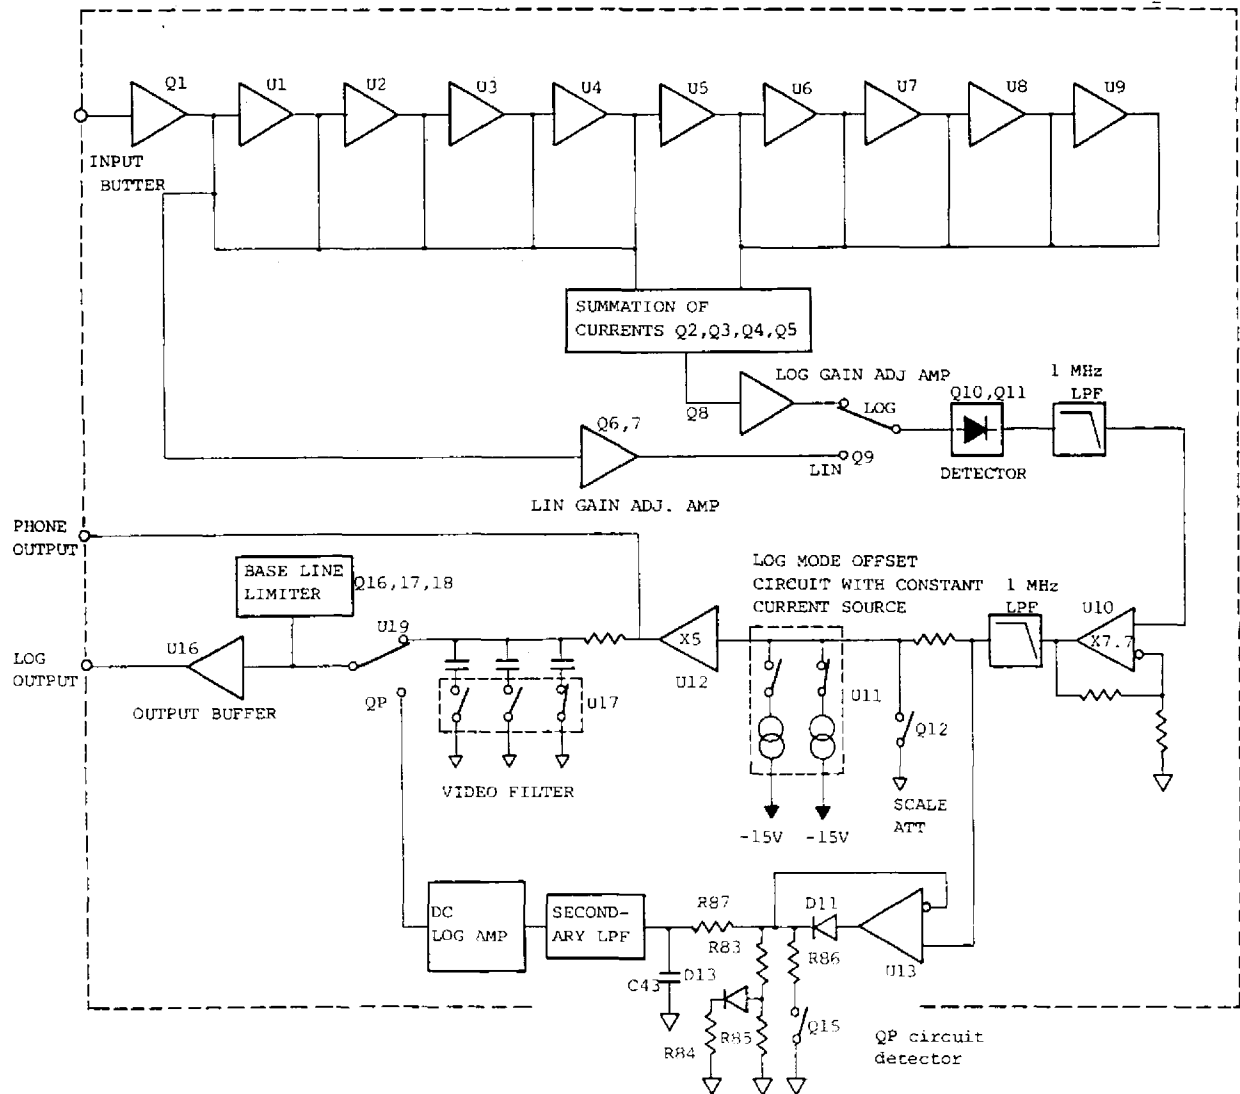 Q1
U1
U2
U3
U4
U5
U6
U7
U8
U9
INPUT
BUTTER
SUMMATION OF
CURRENTS Q2,Q3,Q4,Q5
LOG GAIN ADJ AMP
1 MHz
LPF
Q10,Q11
Q8
LOG
Q6,7
LIN
Q9
DETECTOR
LIN GAIN ADJ. AMP
PHONE
OUTPUT
BASE LINE
LIMITER
Q16,17,18
LOG MODE OFFSET
CIRCUIT WITH CONSTANT
CURRENT SOURCE
1 MHz
LPF
U10
X7.7
U19
X5
U12
U16
LOG
OUTPUT
OUTPUT BUFFER
QP
U17
U11
Q12
VIDEO FILTER
SCALE
ATT
-15V
-15V
DC
LOG AMP
SECOND-
ARY LPF
R87
D11
R83
R86
U13
C43
D13
R84
R85
Q15
QP circuit
detector